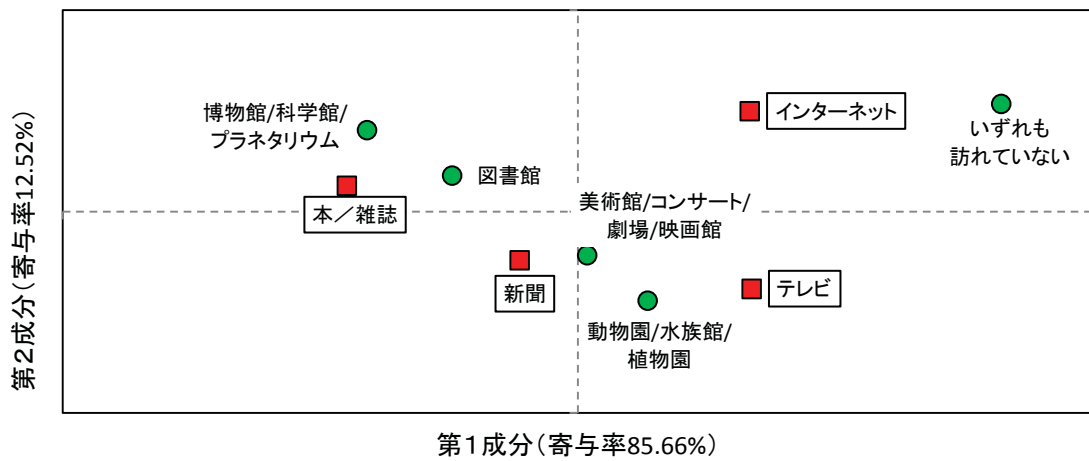 博物館/科学館/
プラネタリウム
図書館
本／雑誌
インターネット
いずれも
訪れていない
美術館/コンサート/
劇場/映画館
新聞
テレビ
動物園/水族館/
植物園
第２成分（寄与率12.52%）
第１成分（寄与率85.66%）